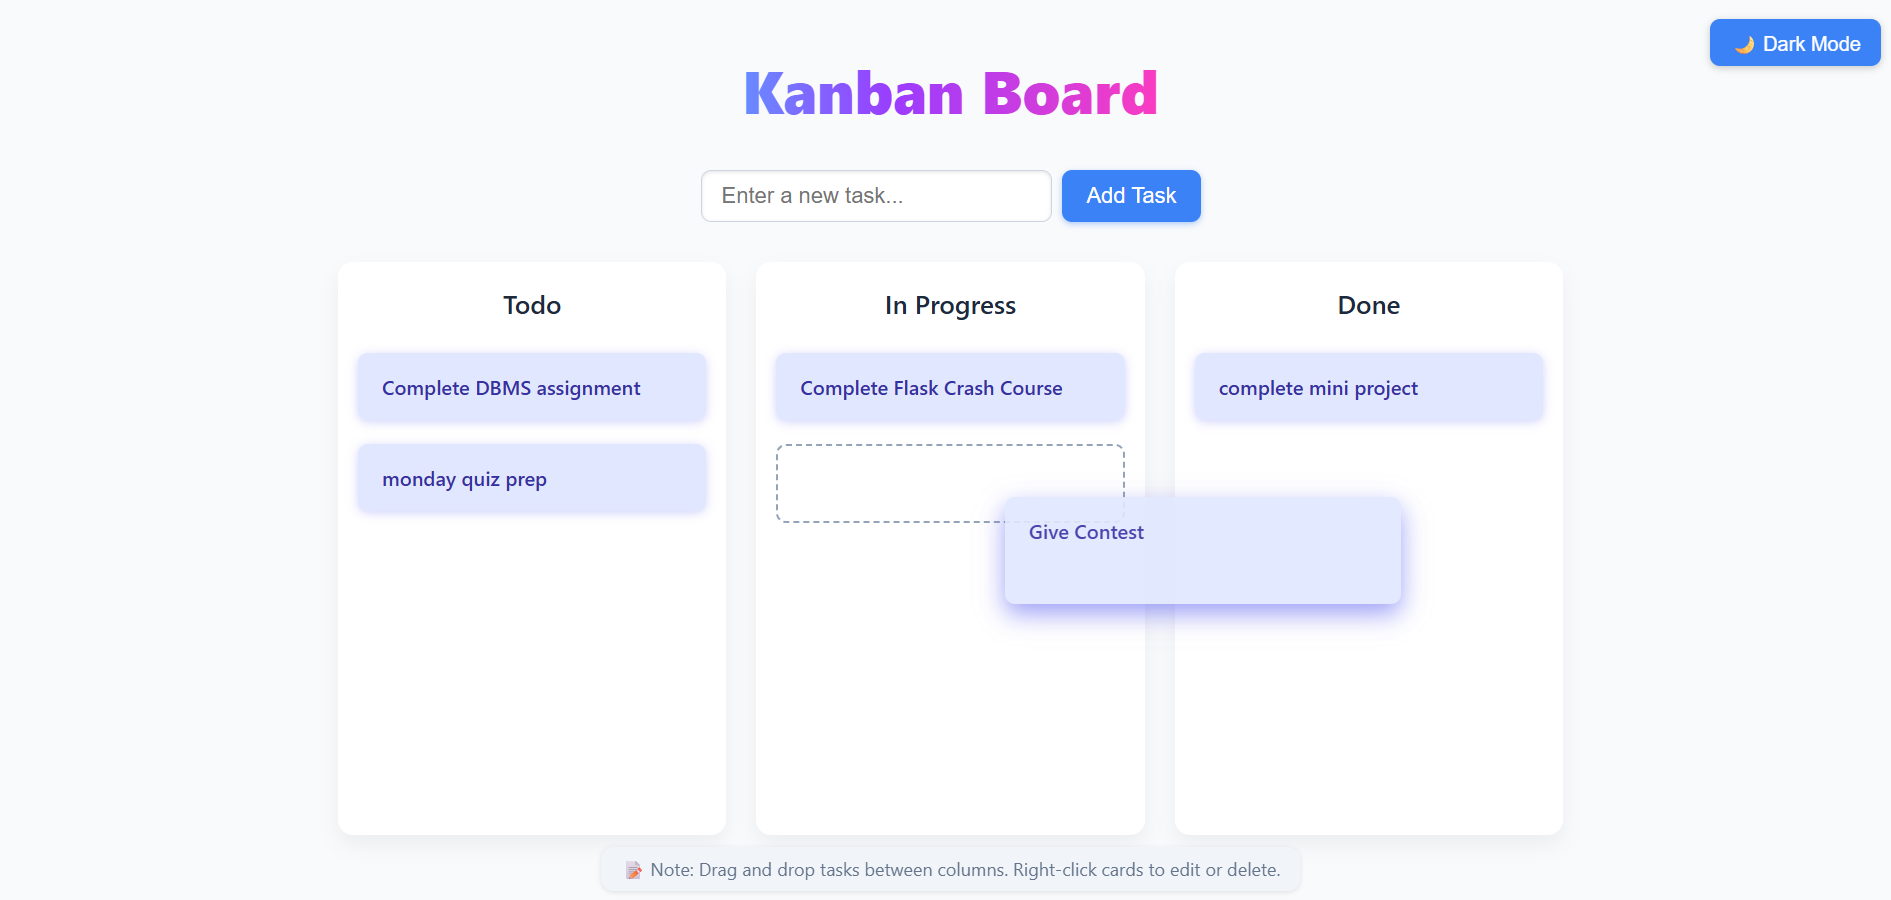 🌙 Dark Mode
Kanban Board
Enter a new task...
Add Task
Todo
Complete DBMS assignment
monday quiz prep
In Progress
Complete Flask Crash Course
Give Contest
Done
complete mini project
📝 Note: Drag and drop tasks between columns. Right-click cards to edit or delete.